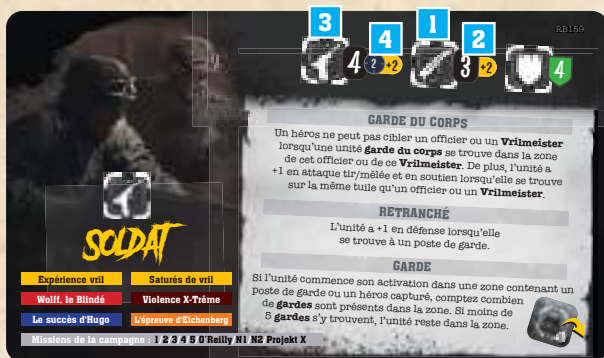 RB159
3
4
1
2
4
2
+2
3
+2
4
GARDE DU CORPS
Un héros ne peut pas cibler un officier ou un Vrilmeister
lorsqu'une unité garde du corps se trouve dans la zone
de cet officier ou de ce Vrilmeister. De plus, l'unité a
+1 en attaque tir/mêlée et en soutien lorsqu'elle se trouve
sur la même tuile qu'un officier ou un Vrilmeister.
RETRANCHÉ
L'unité a +1 en défense lorsqu'elle
se trouve à un poste de garde.
GARDE
Si l'unité commence son activation dans une zone contenant un
poste de garde ou un héros capturé, comptez combien
de gardes sont présents dans la zone. Si moins de
5 gardes s'y trouvent, l'unité reste dans la zone.
SOLDAT
Expérience vril
Saturés de vril
Wolff, le Blindé
Violence X-Trême
Le succès d'Hugo
L'épreuve d'Eichenberg
Missions de la campagne : 1 2 3 4 5 O'Reilly N1 N2 Projekt X